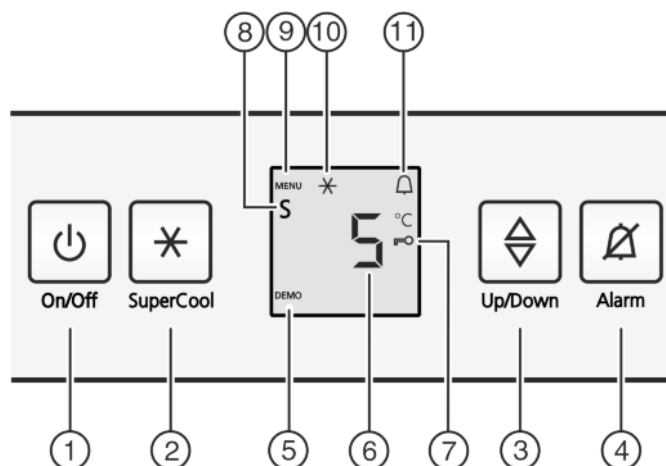 8 9 10 11
MENU
S
5 °C
DEMO
On/Off SuperCool Up/Down Alarm
1 2 5 6 7 3 4